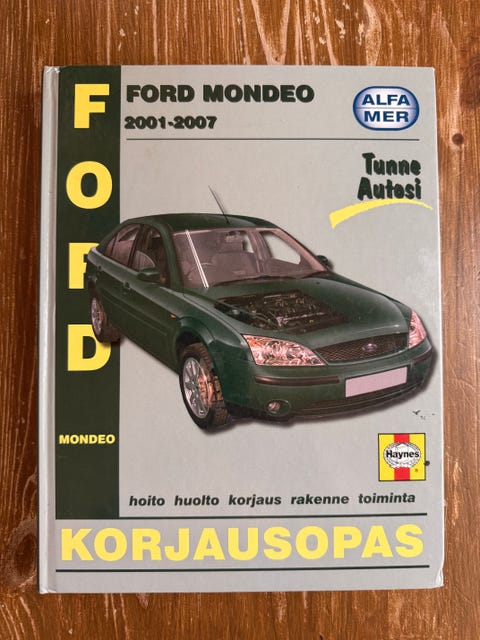 FORD
FORD MONDEO
2001-2007
ALFA
MER
Tunne
Autosi
MONDEO
Haynes
hoito huolto korjaus rakenne toiminta
KORJAUSOPAS